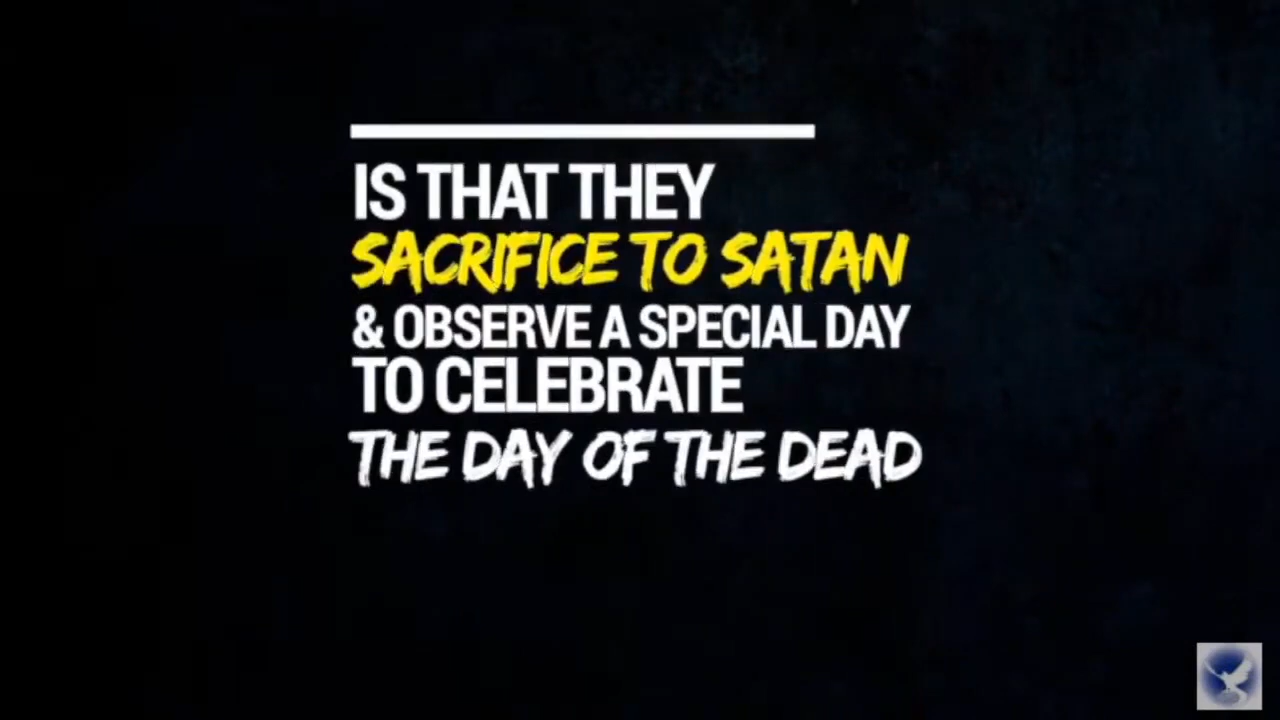 IS THAT THEY
SACRIFICE TO SATAN
& OBSERVE A SPECIAL DAY
TO CELEBRATE
THE DAY OF THE DEAD